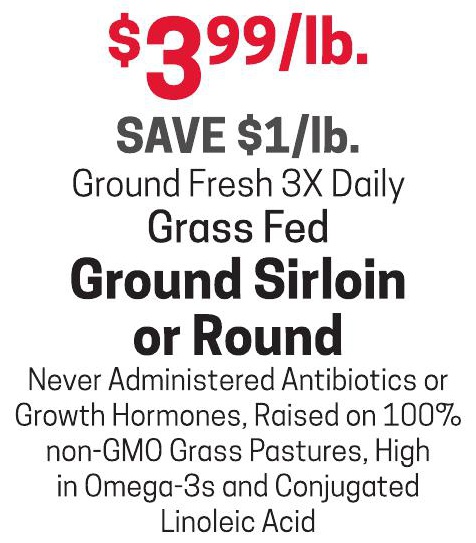 $3.99/lb.
SAVE $1/lb.
Ground Fresh 3X Daily
Grass Fed
Ground Sirloin
or Round
Never Administered Antibiotics or
Growth Hormones, Raised on 100%
non-GMO Grass Pastures, High
in Omega-3s and Conjugated
Linoleic Acid